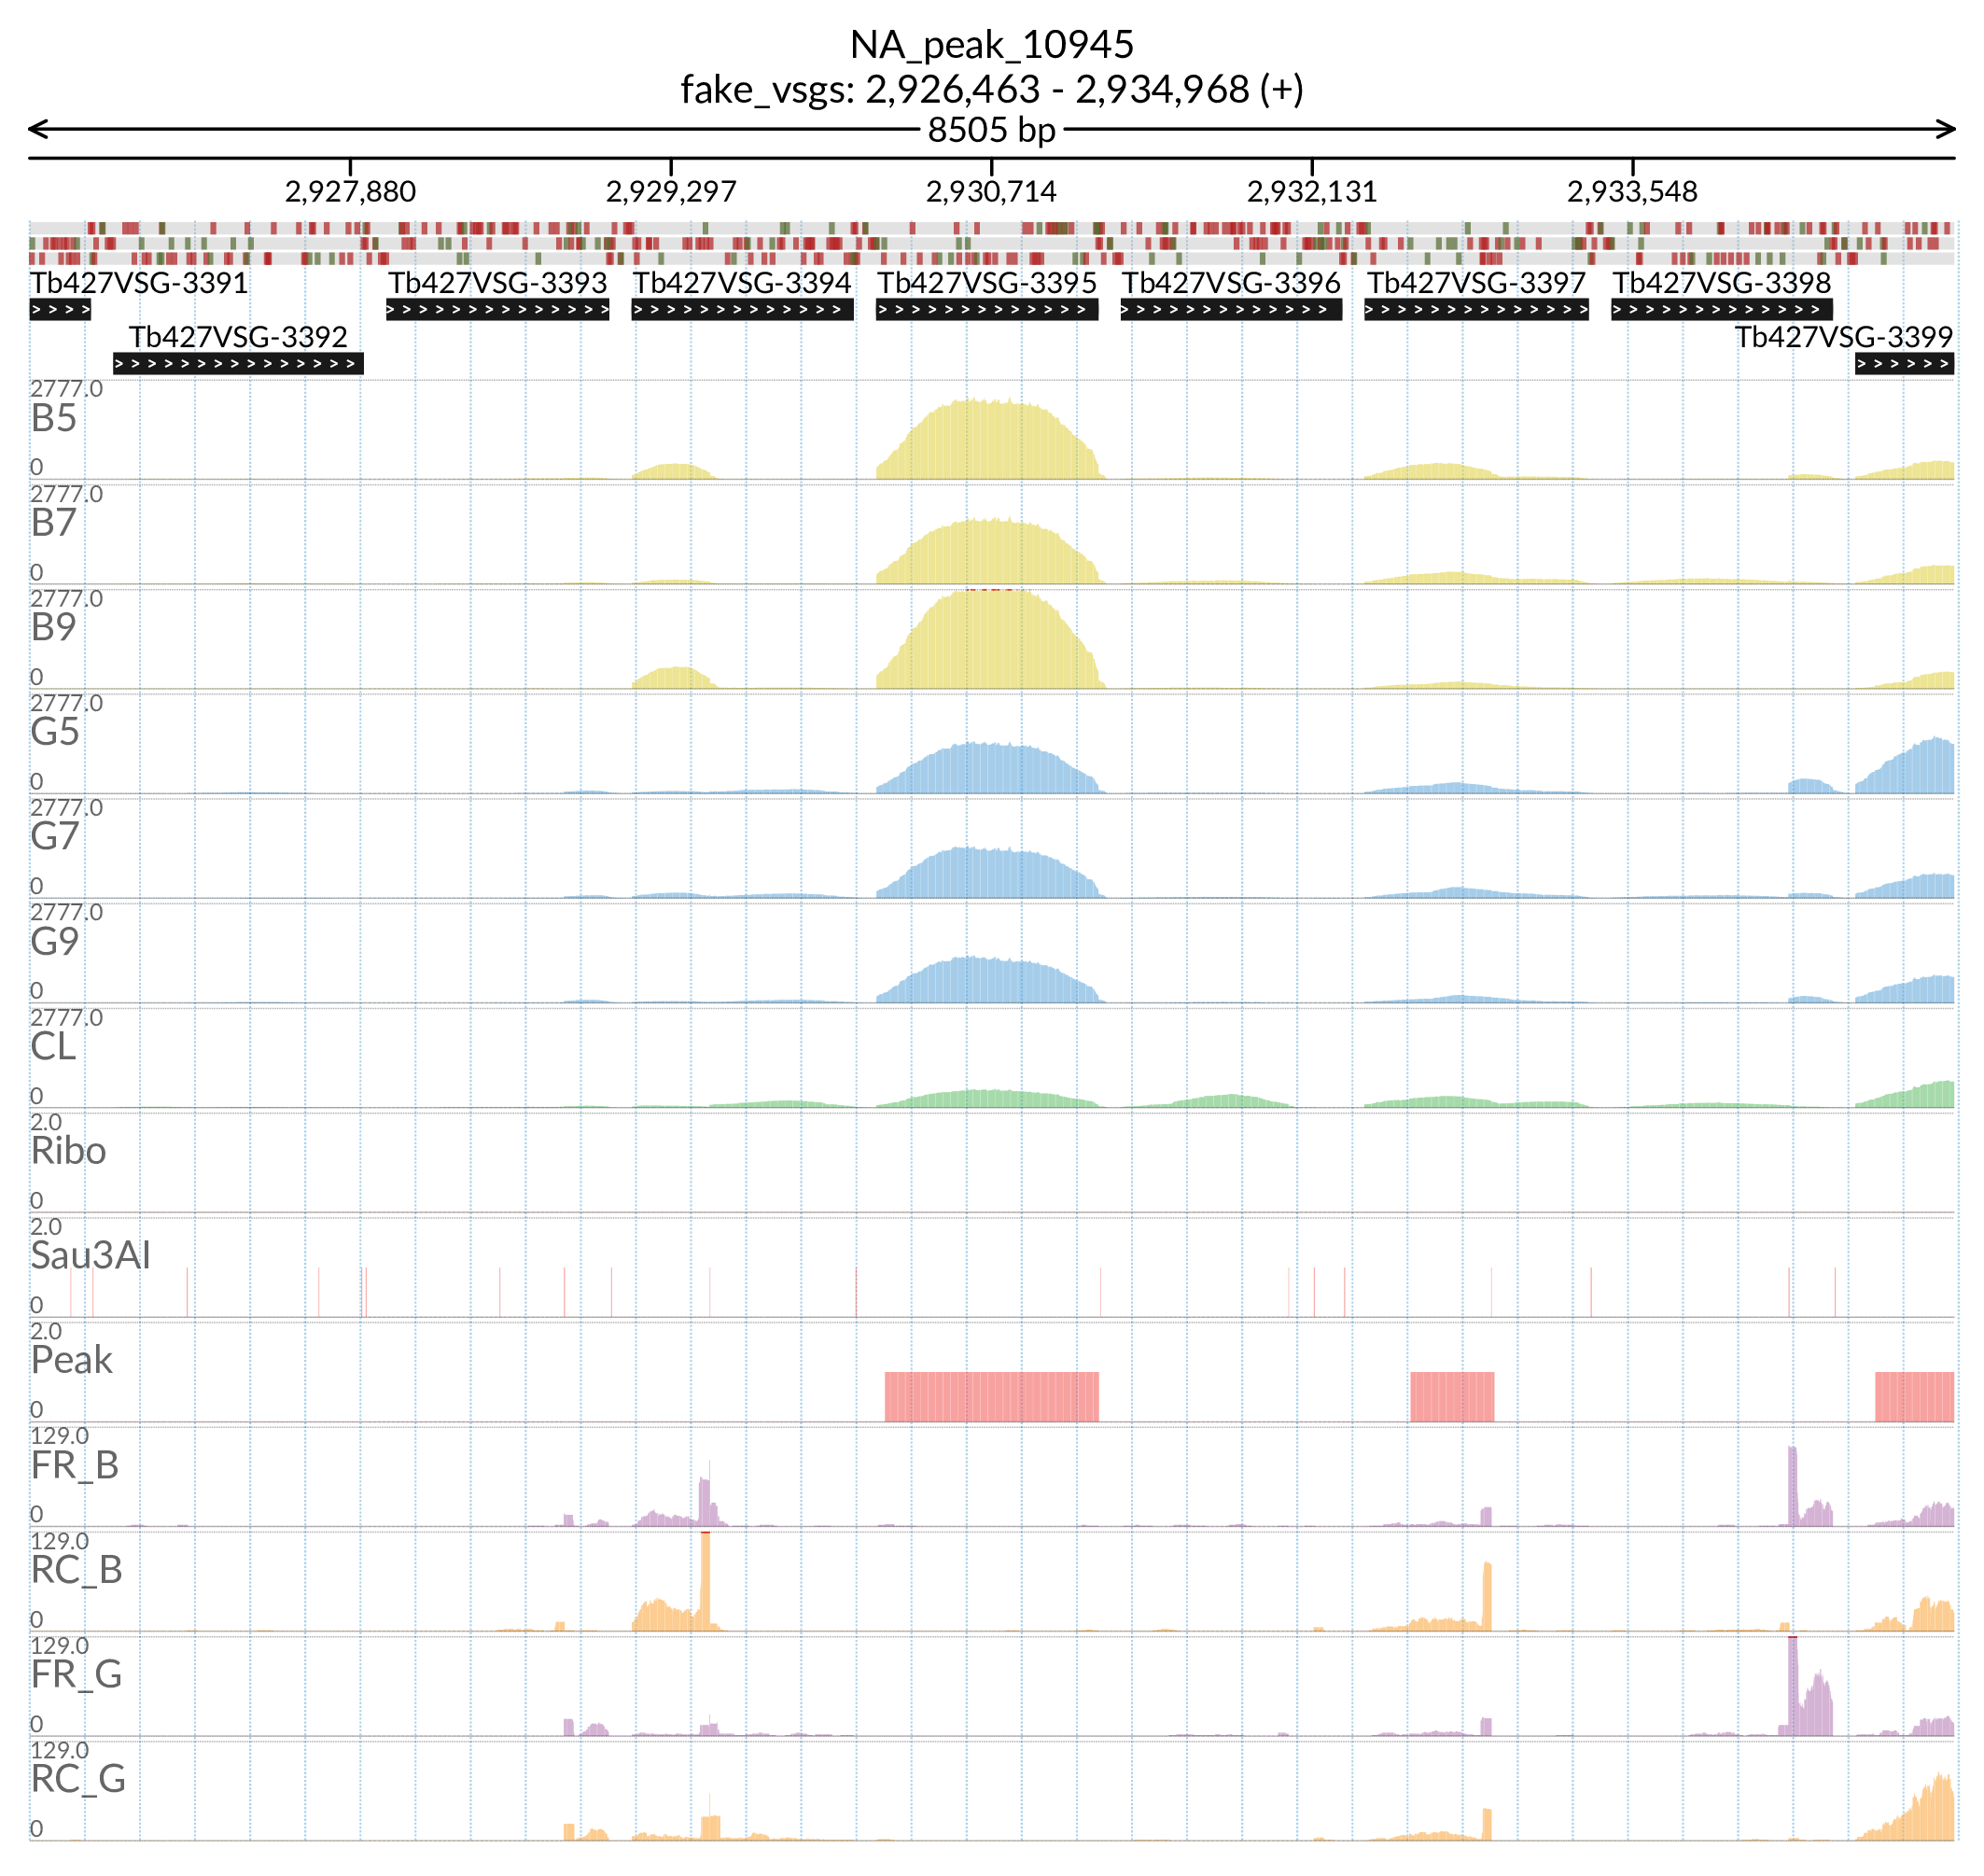 NA_peak_10945
fake_vsgs: 2,926,463 - 2,934,968 (+)
8505 bp
2,927,880 2,929,297 2,930,714 2,932,131 2,933,548
Tb427VSG-3391 Tb427VSG-3393 Tb427VSG-3394 Tb427VSG-3395 Tb427VSG-3396 Tb427VSG-3397 Tb427VSG-3398
Tb427VSG-3392 Tb427VSG-3399
2777.0
B5
0
2777.0
B7
0
2777.0
B9
0
2777.0
G5
0
2777.0
G7
0
2777.0
G9
0
2777.0
CL
0
2.0
Ribo
0
2.0
Sau3AI
0
2.0
Peak
0
129.0
FR_B
0
129.0
RC_B
0
129.0
FR_G
0
129.0
RC_G
0